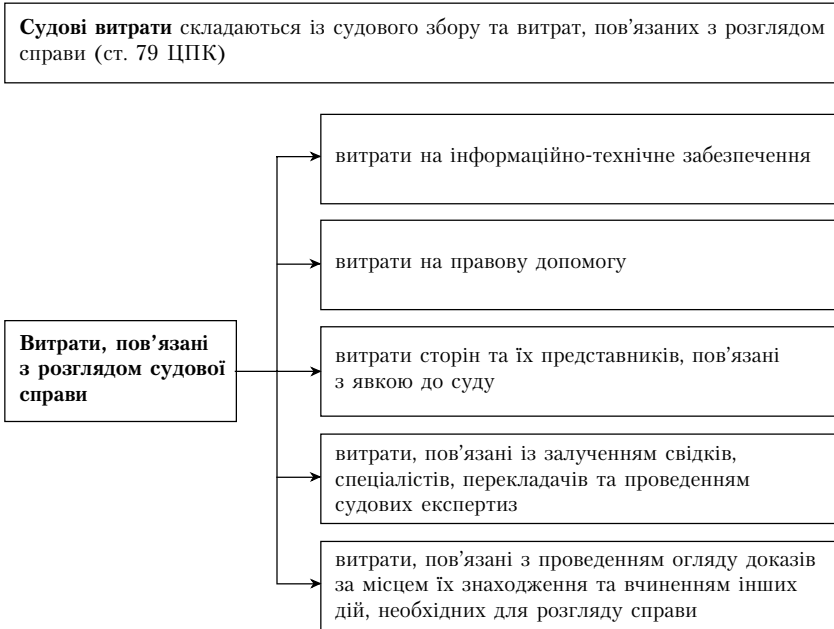 Судові витрати складаються із судового збору та витрат, пов’язаних з розглядом
справи (ст. 79 ЦПК)
витрати на інформаційно-технічне забезпечення
витрати на правову допомогу
Витрати, пов’язані
з розглядом судової
справи
витрати сторін та їх представників, пов’язані
з явкою до суду
витрати, пов’язані із залученням свідків,
спеціалістів, перекладачів та проведенням
судових експертиз
витрати, пов’язані з проведенням огляду доказів
за місцем їх знаходження та вчиненням інших
дій, необхідних для розгляду справи